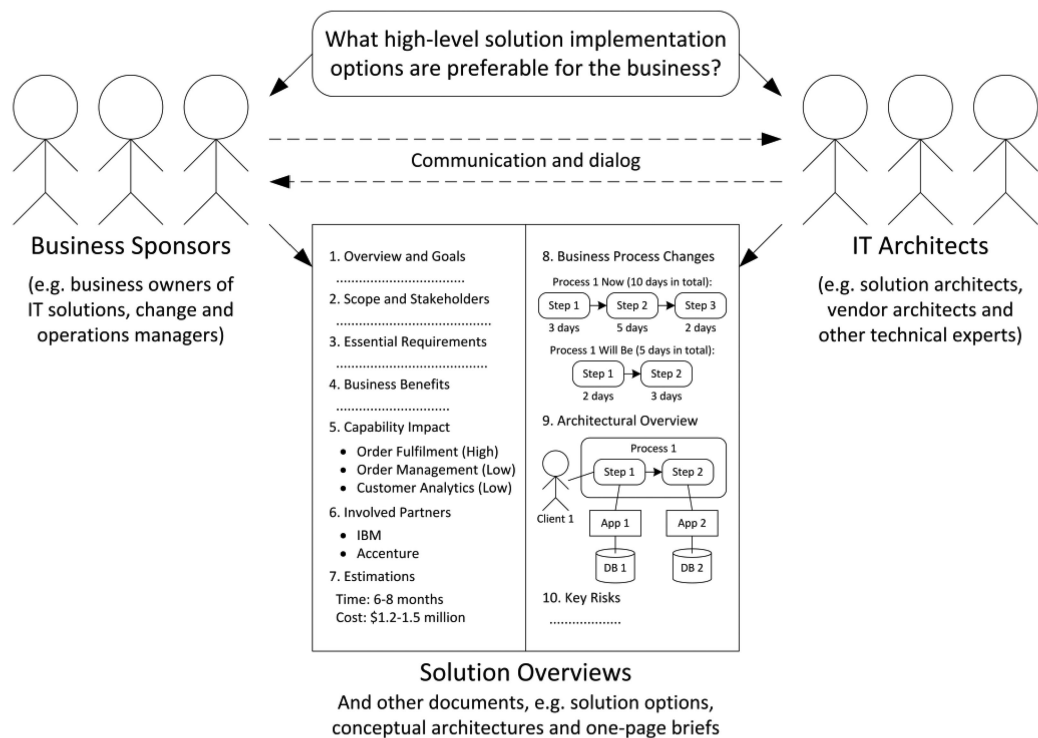 What high-level solution implementation
options are preferable for the business?
Communication and dialog
Business Sponsors
(e.g. business owners of
IT solutions, change and
operations managers)
IT Architects
(e.g. solution architects,
vendor architects and
other technical experts)
1. Overview and Goals
..............................
2. Scope and Stakeholders
.....................................
3. Essential Requirements
....................................
4. Business Benefits
...........................
5. Capability Impact
• Order Fulfilment (High)
• Order Management (Low)
• Customer Analytics (Low)
6. Involved Partners
• IBM
• Accenture
7. Estimations
Time: 6-8 months
Cost: $1.2-1.5 million
8. Business Process Changes
Process 1 Now (10 days in total):
Step 1 Step 2 Step 3
3 days 5 days 2 days
Process 1 Will Be (5 days in total):
Step 1 Step 2
2 days 3 days
9. Architectural Overview
Process 1
Step 1 Step 2
Client 1
App 1 App 2
DB 1 DB 2
10. Key Risks
...................
Solution Overviews
And other documents, e.g. solution options,
conceptual architectures and one-page briefs